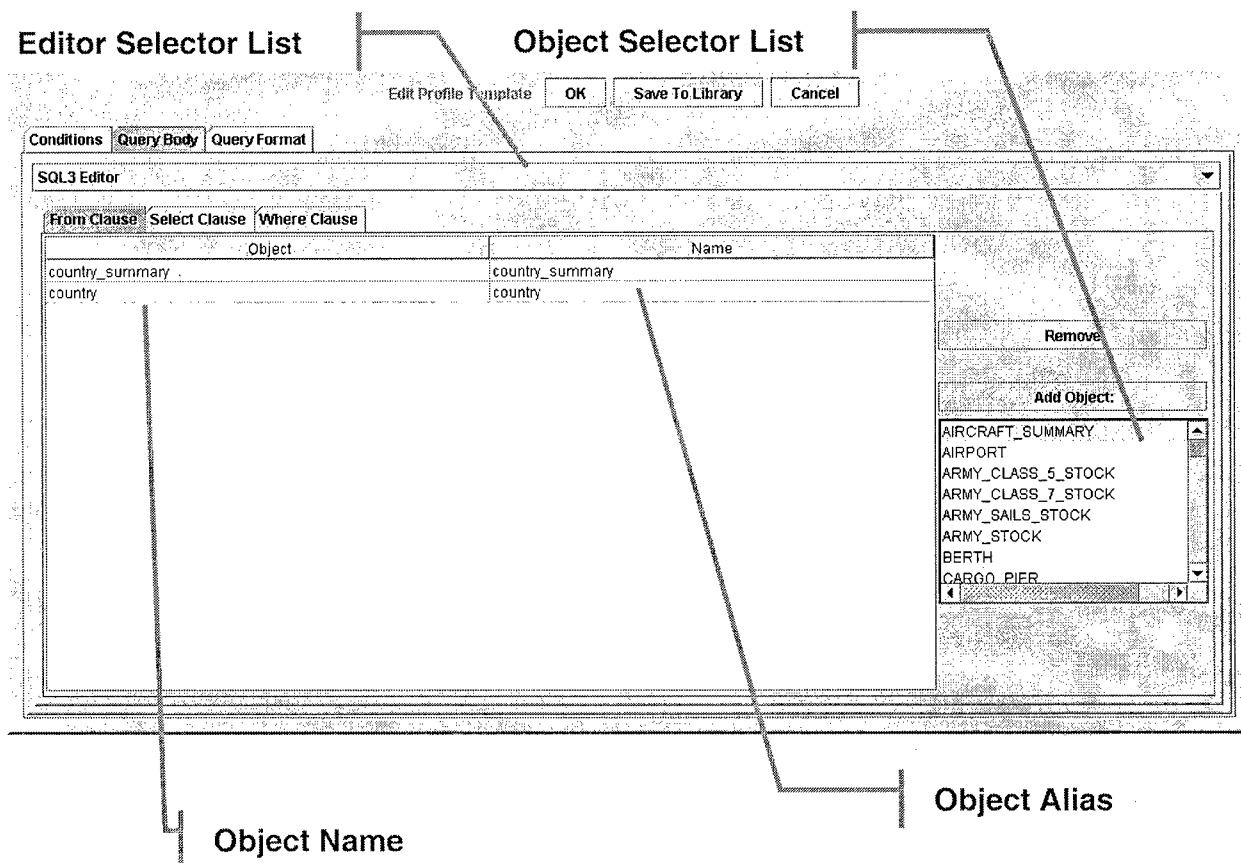 Editor Selector List
Object Selector List
Edit Profile Template OK Save To Library Cancel
Conditions Query Body Query Format
SQL3 Editor
From Clause Select Clause Where Clause
Object Name
country_summary country_summary
country country
Remove
Add Object:
AIRCRAFT_SUMMARY
AIRPORT
ARMY_CLASS_5_STOCK
ARMY_CLASS_7_STOCK
ARMY_SAILS_STOCK
ARMY_STOCK
BERTH
CARGO_PIER
Object Alias
Object Name